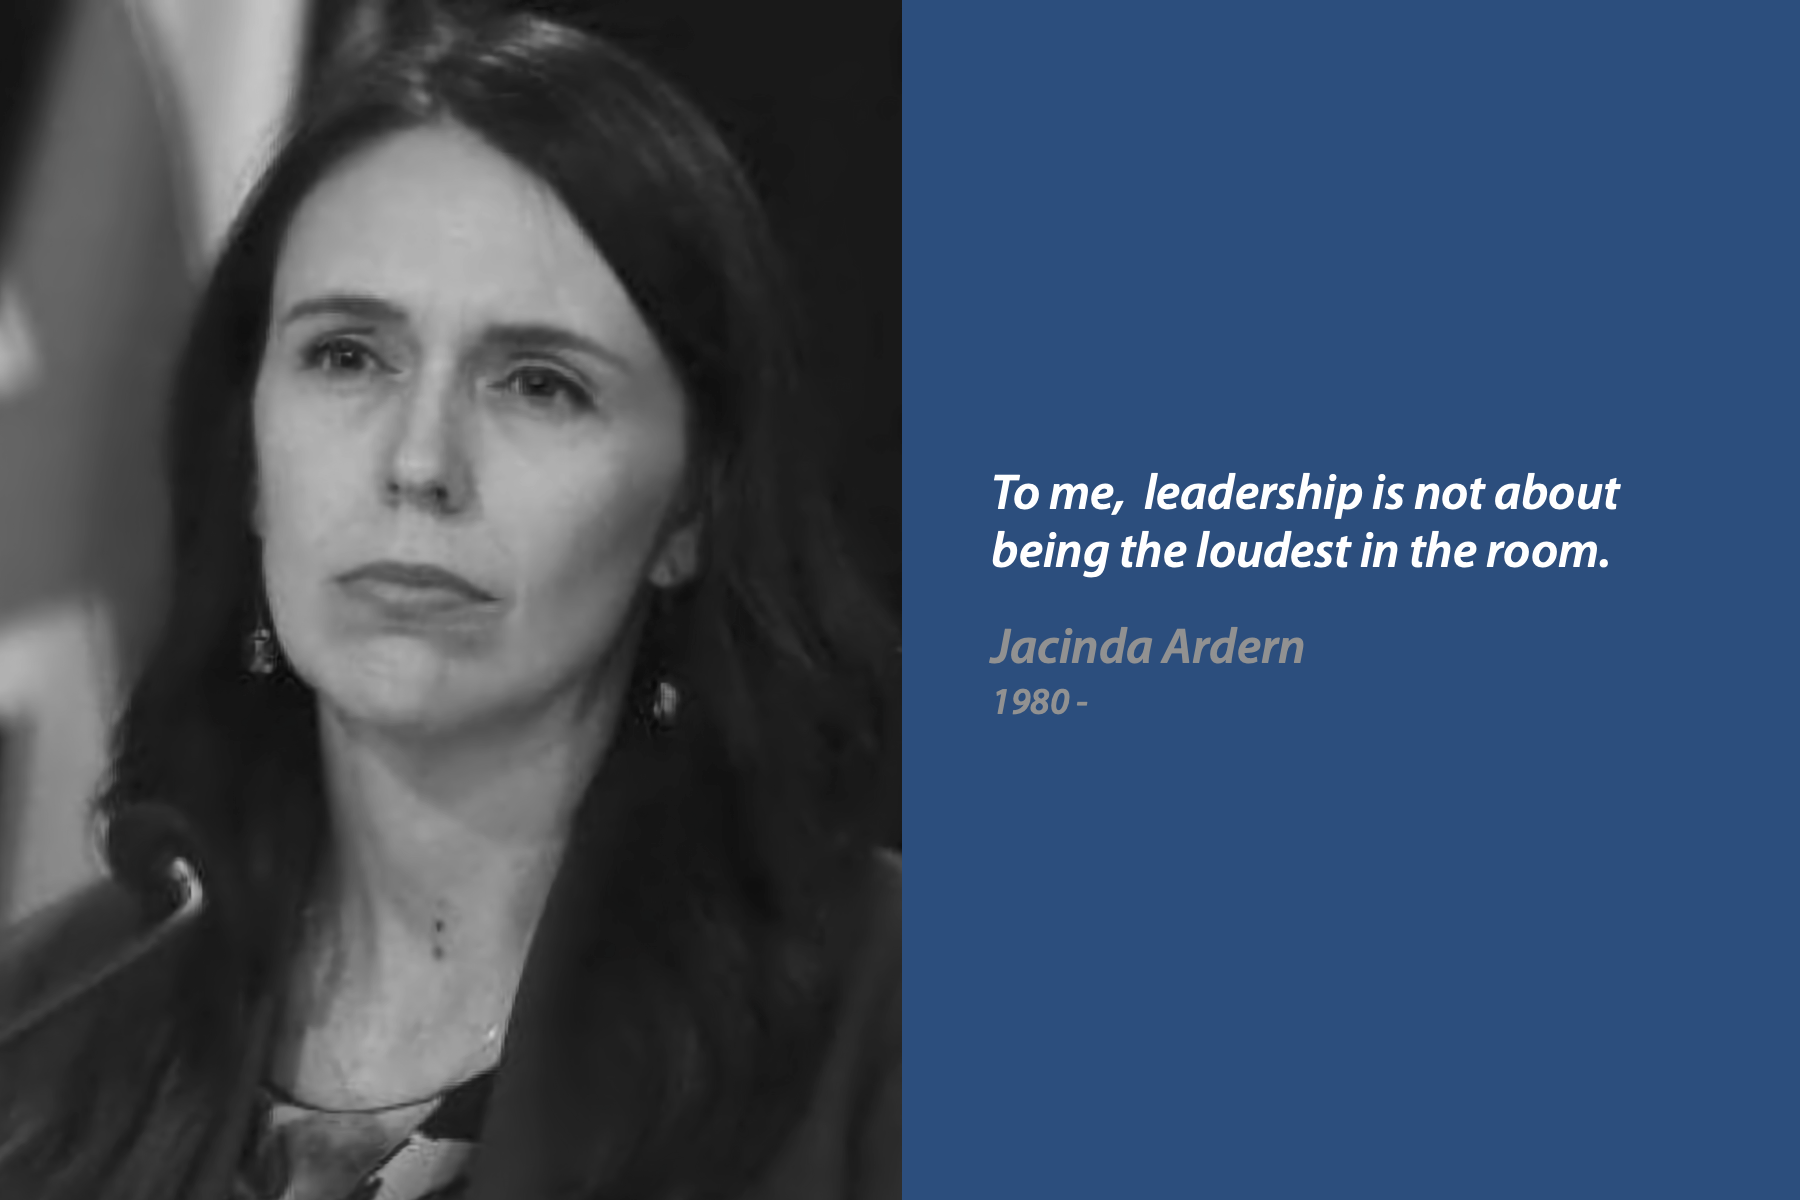 To me,  leadership is not about
being the loudest in the room.
Jacinda Ardern
1980 -